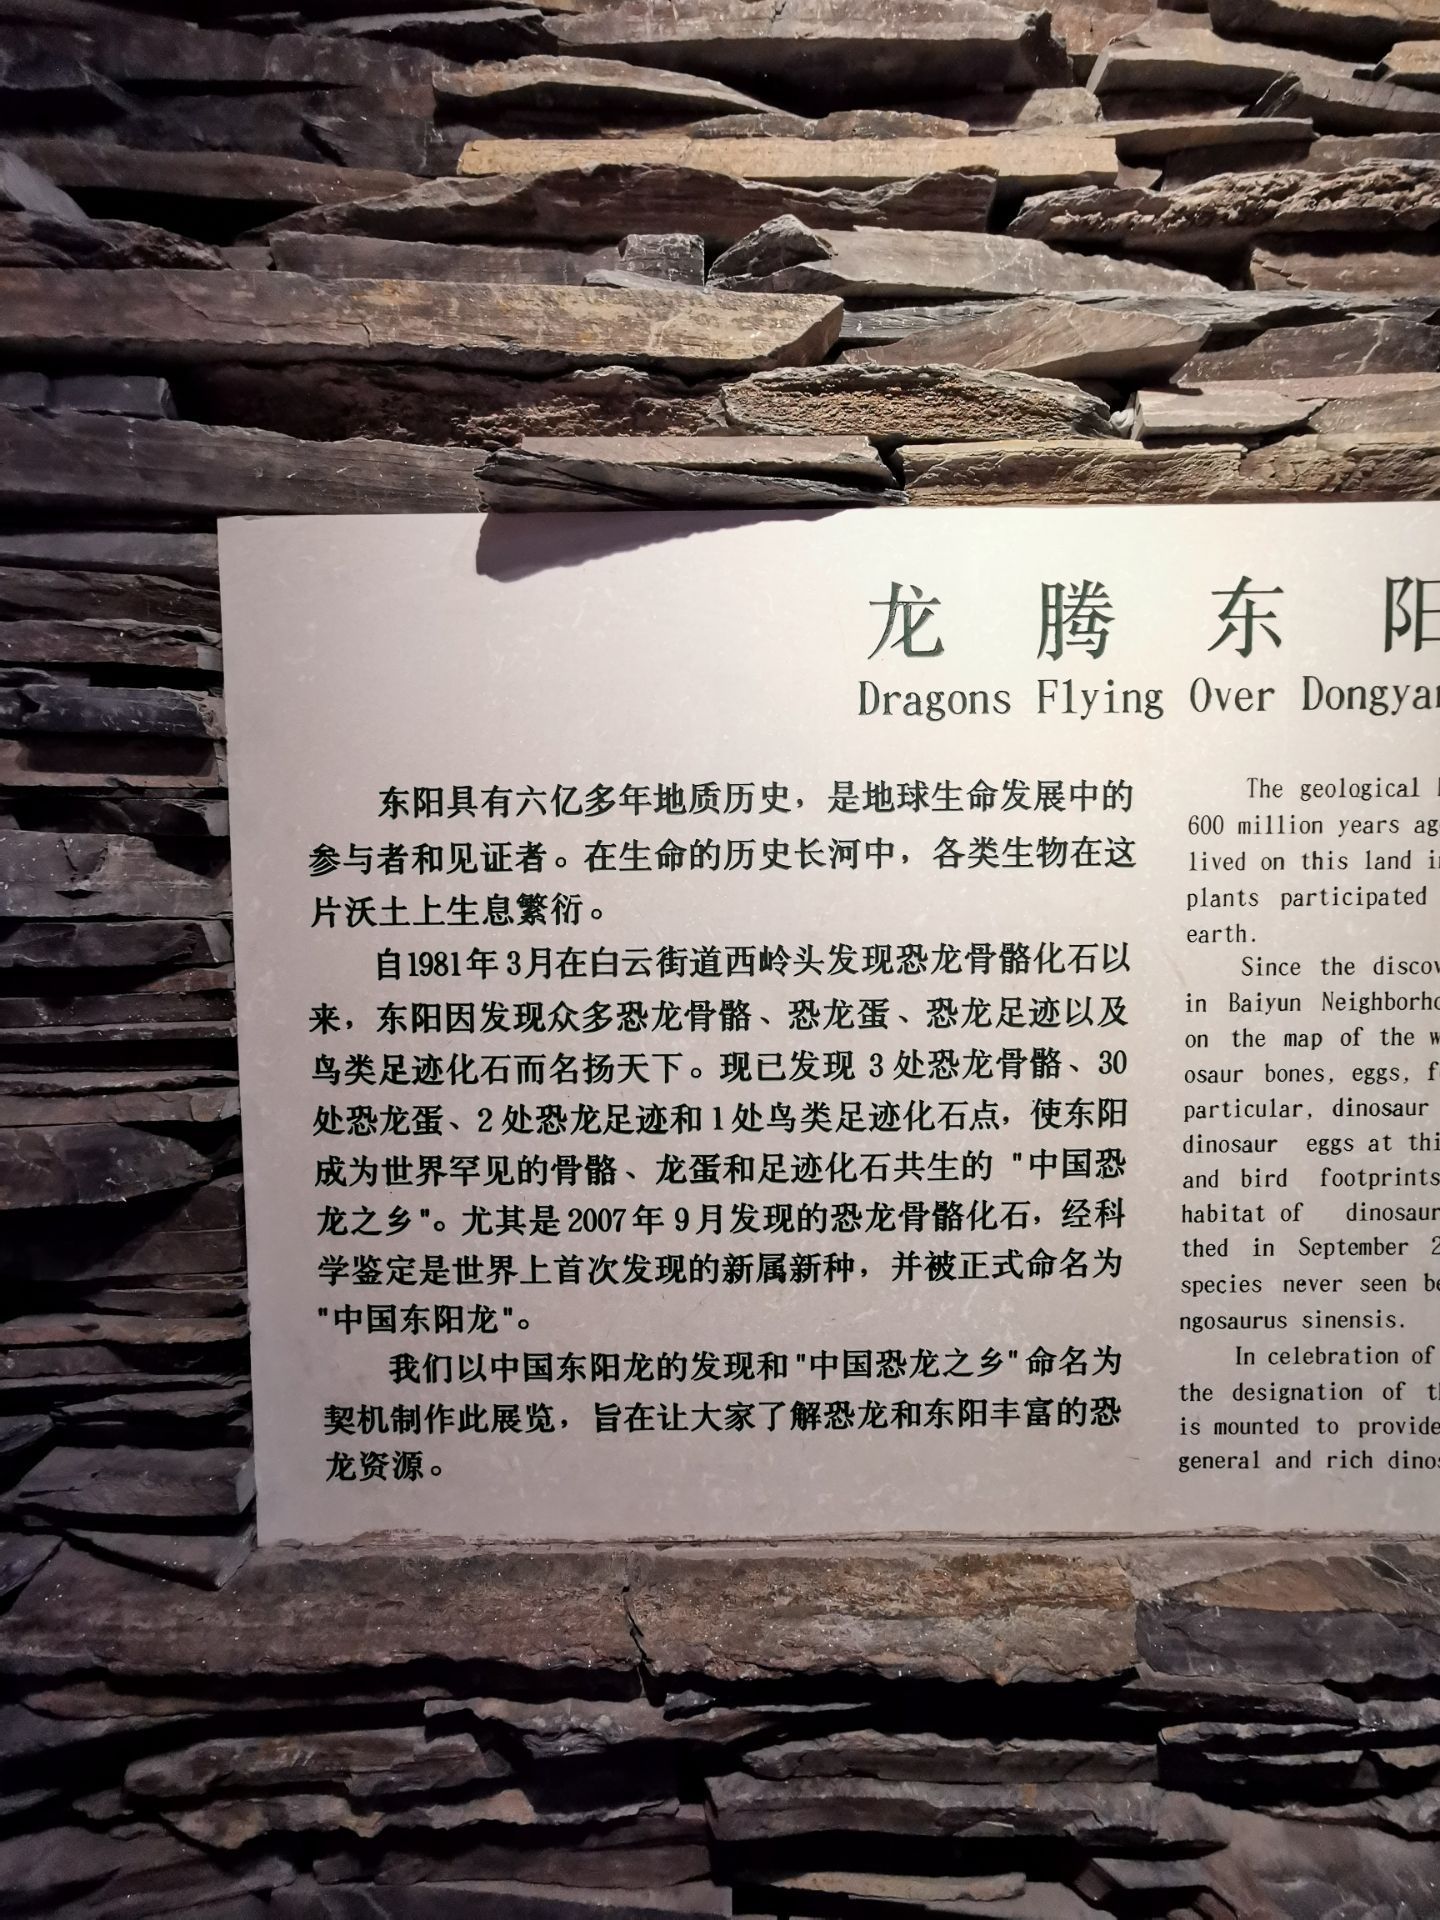 龙腾东阳
Dragons Flying Over
东阳具有六亿多年地质历史，是地球生命发展中的
参与者和见证者。在生命的历史长河中，各类生物在这
片沃土上生息繁衍。
自1981年3月在白云街道西岭头发现恐龙骨骼化石以
来，东阳因发现众多恐龙骨骼、恐龙蛋、恐龙足迹以及
鸟类足迹化石而名扬天下。现已发现 3 处恐龙骨骼、30
处恐龙蛋、2 处恐龙足迹和 1 处鸟类足迹化石点，使东阳
成为世界罕见的骨骼、龙蛋和足迹化石共生的 "中国恐
龙之乡"。尤其是 2007年 9 月发现的恐龙骨骼化石，经科
学鉴定是世界上首次发现的新属新种，并被正式命名为
"中国东阳龙"。
我们以中国东阳龙的发现和"中国恐龙之乡"命名为
契机制作此展览，旨在让大家了解恐龙和东阳丰富的恐
龙资源。
The geological
600 million years
lived on this land
plants participated
earth.
Since the
in Baiyun
on the map of the
osaur bones, eggs,
particular, dinosaur
dinosaur eggs at
and bird footprints
habitat of
thed in September
species never seen
ngosaurus sinensis.
In celebration of
the designation of
is mounted to provide
general and rich